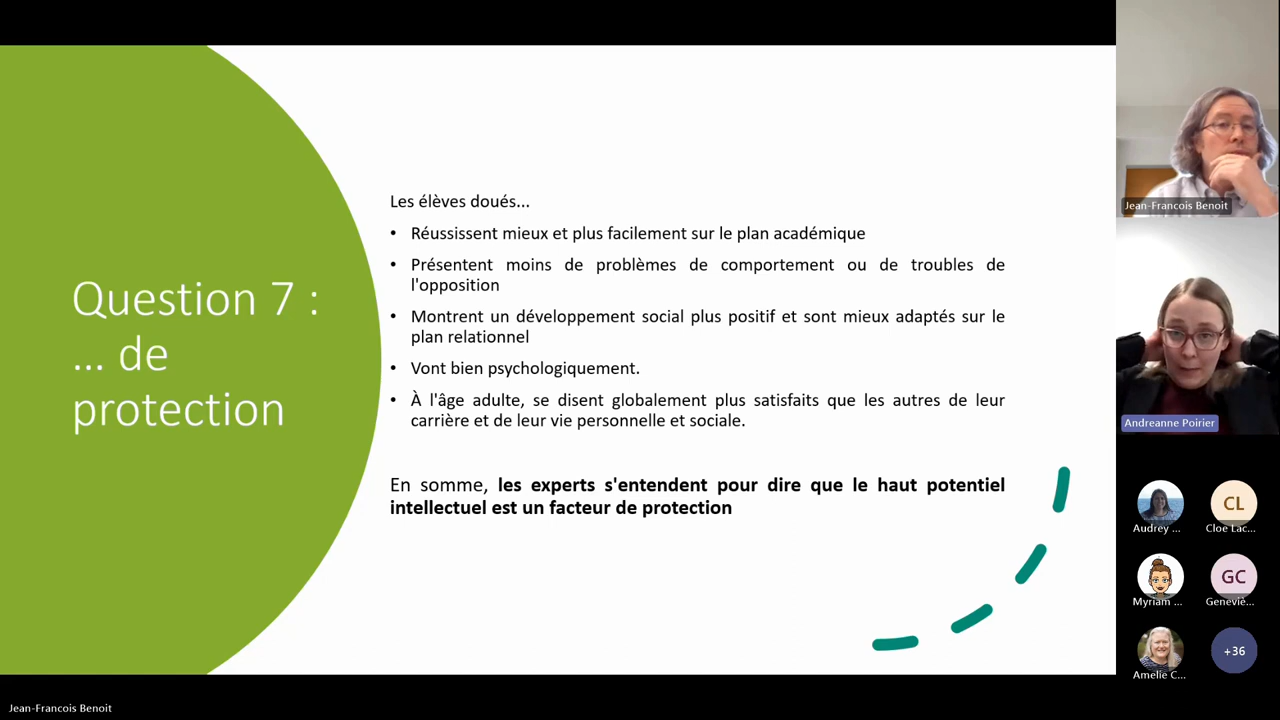 Question 7 :
... de
protection
Les élèves doués...
• Réussissent mieux et plus facilement sur le plan académique
• Présentent moins de problèmes de comportement ou de troubles de
l'opposition
• Montrent un développement social plus positif et sont mieux adaptés sur le
plan relationnel
• Vont bien psychologiquement.
• À l'âge adulte, se disent globalement plus satisfaits que les autres de leur
carrière et de leur vie personnelle et sociale.
En somme, les experts s'entendent pour dire que le haut potentiel
intellectuel est un facteur de protection
Jean-Francois Benoit
Andreanne Poirier
CL
Audrey ...
Cloe Lac...
GC
Myriam ...
Geneviè...
+36
Amelie C...
Jean-Francois Benoit